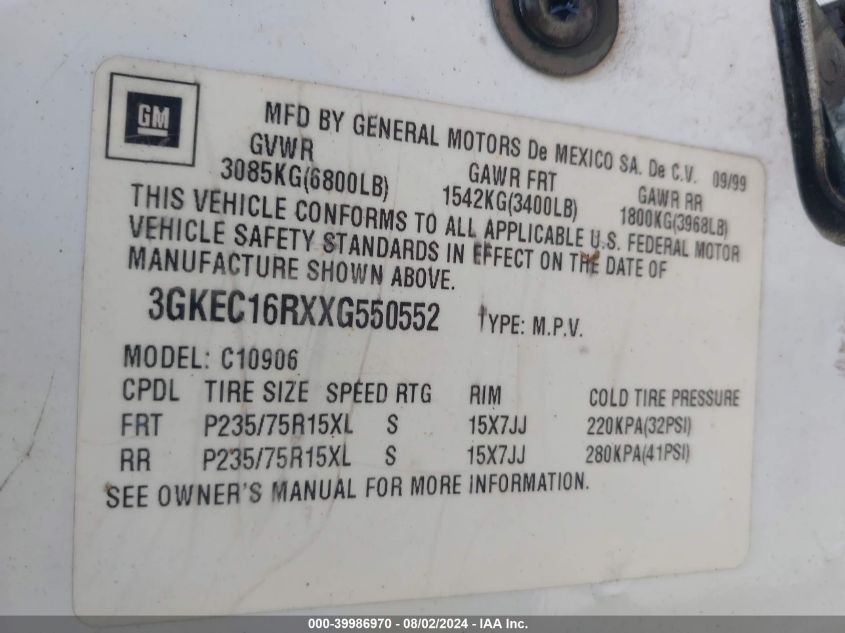 GM
MFD BY GENERAL MOTORS De MEXICO SA. De C.V. 09/99
GVWR GAWR FRT GAWR RR
3085KG(6800LB) 1542KG(3400LB) 1800KG(3968LB)
THIS VEHICLE CONFORMS TO ALL APPLICABLE U.S. FEDERAL MOTOR
VEHICLE SAFETY STANDARDS IN EFFECT ON THE DATE OF
MANUFACTURE SHOWN ABOVE.
3GKEC16RXXG550552 TYPE: M.P.V.
MODEL: C10906
CPDL TIRE SIZE SPEED RTG RIM COLD TIRE PRESSURE
FRT P235/75R15XL S 15X7JJ 220KPA(32PSI)
RR P235/75R15XL S 15X7JJ 280KPA(41PSI)
SEE OWNER'S MANUAL FOR MORE INFORMATION.
000-39986970 - 08/02/2024 - IAA Inc.